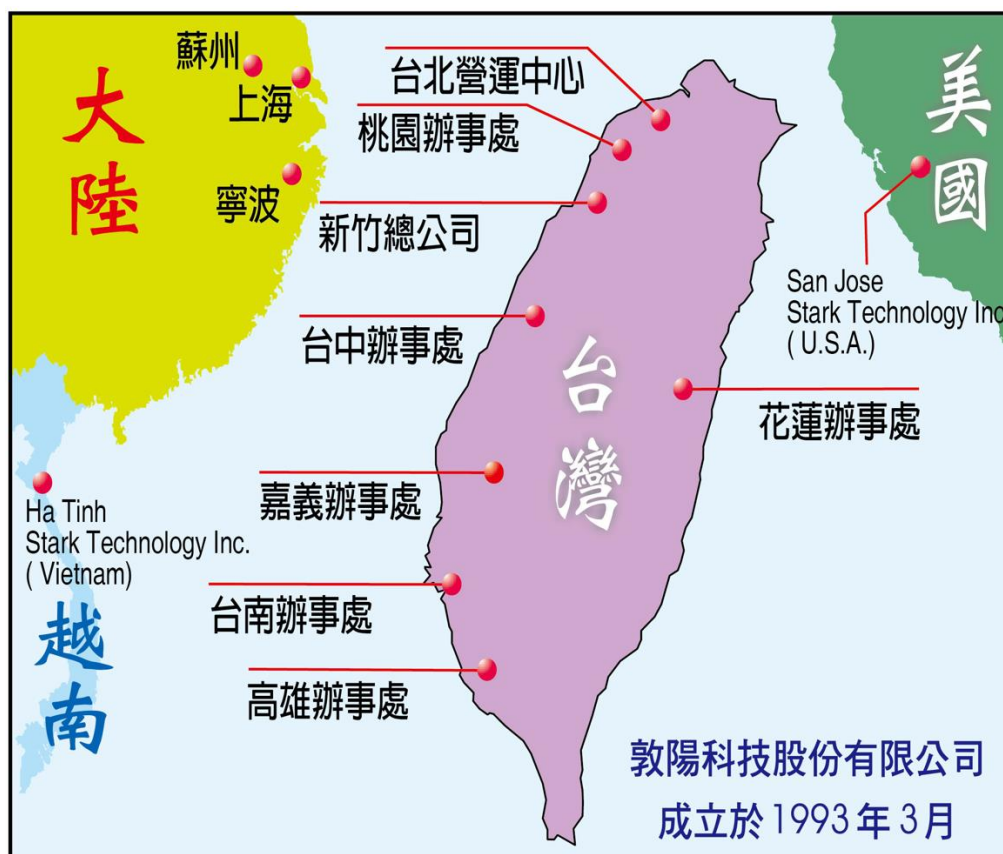 大陸
蘇州
上海
寧波
台北營運中心
桃園辦事處
新竹總公司
台中辦事處
嘉義辦事處
台南辦事處
高雄辦事處
台灣
花蓮辦事處
美國
San Jose
Stark Technology Inc
( U.S.A.)
Ha Tinh
Stark Technology Inc.
( Vietnam)
越南
敦陽科技股份有限公司
成立於 1993 年 3 月